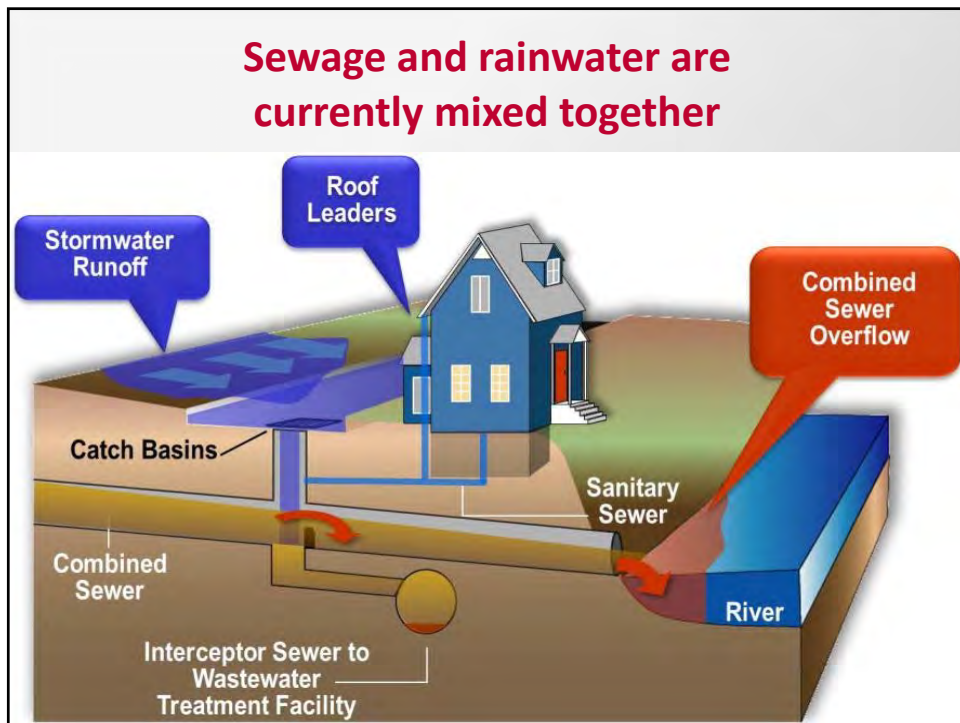 Sewage and rainwater are
currently mixed together
Roof
Leaders
Stormwater
Runoff
Combined
Sewer
Overflow
Catch Basins
Sanitary
Sewer
Combined
Sewer
River
Interceptor Sewer to
Wastewater
Treatment Facility